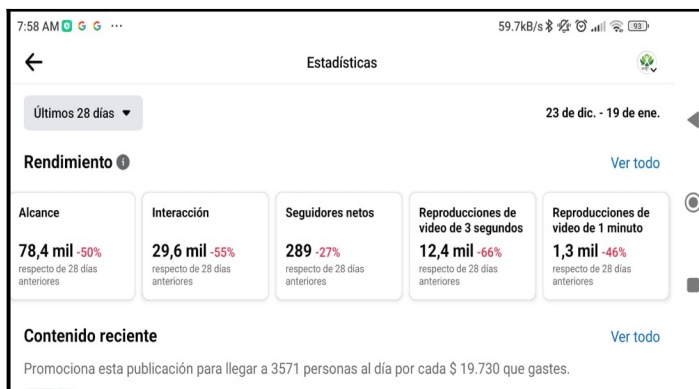 7:58 AM G G ...
59.7kB/s 93
Estadísticas
Últimos 28 días
23 de dic. - 19 de ene.
Rendimiento
Ver todo
Alcance
78,4 mil -50%
respecto de 28 días
anteriores
Interacción
29,6 mil -55%
respecto de 28 días
anteriores
Seguidores netos
289 -27%
respecto de 28 días
anteriores
Reproducciones de
video de 3 segundos
12,4 mil -66%
respecto de 28 días
anteriores
Reproducciones de
video de 1 minuto
1,3 mil -46%
respecto de 28 días
anteriores
Contenido reciente
Ver todo
Promociona esta publicación para llegar a 3571 personas al día por cada $ 19.730 que gastes.